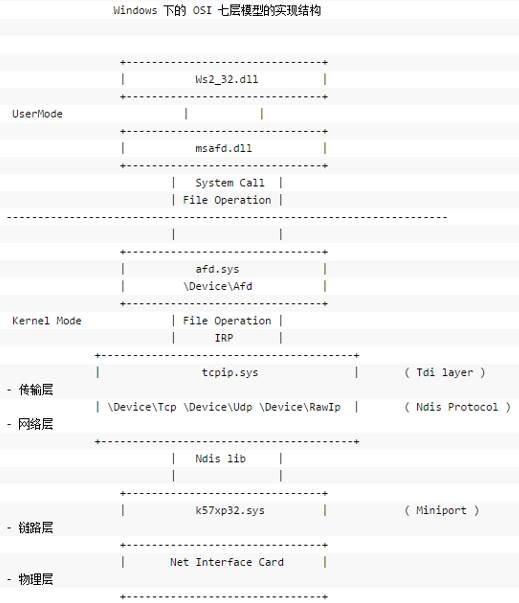 Windows 下的 OSI 七层模型的实现结构
+-------------------------------+
|           Ws2_32.dll          |
+-------------------------------+
UserMode                   |           |
+-------------------------------+
|           msafd.dll           |
+-------------------------------+
|   System Call  |
| File Operation |
----------------------------------------------------------------------
|                |
+-------------------------------+
|           afd.sys             |
|         \Device\Afd           |
+-------------------------------+
Kernel Mode              | File Operation |
|      IRP       |
+---------------------------------------+
|                tcpip.sys               |       ( Tdi layer )
- 传输层
| \Device\Tcp \Device\Udp \Device\RawIp  |       ( Ndis Protocol )
- 网络层
+---------------------------------------+
|   Ndis lib     |
|                |
+-------------------------------+
|           k57xp32.sys         |            ( Miniport )
- 链路层
+-------------------------------+
|       Net Interface Card      |
- 物理层
+-------------------------------+